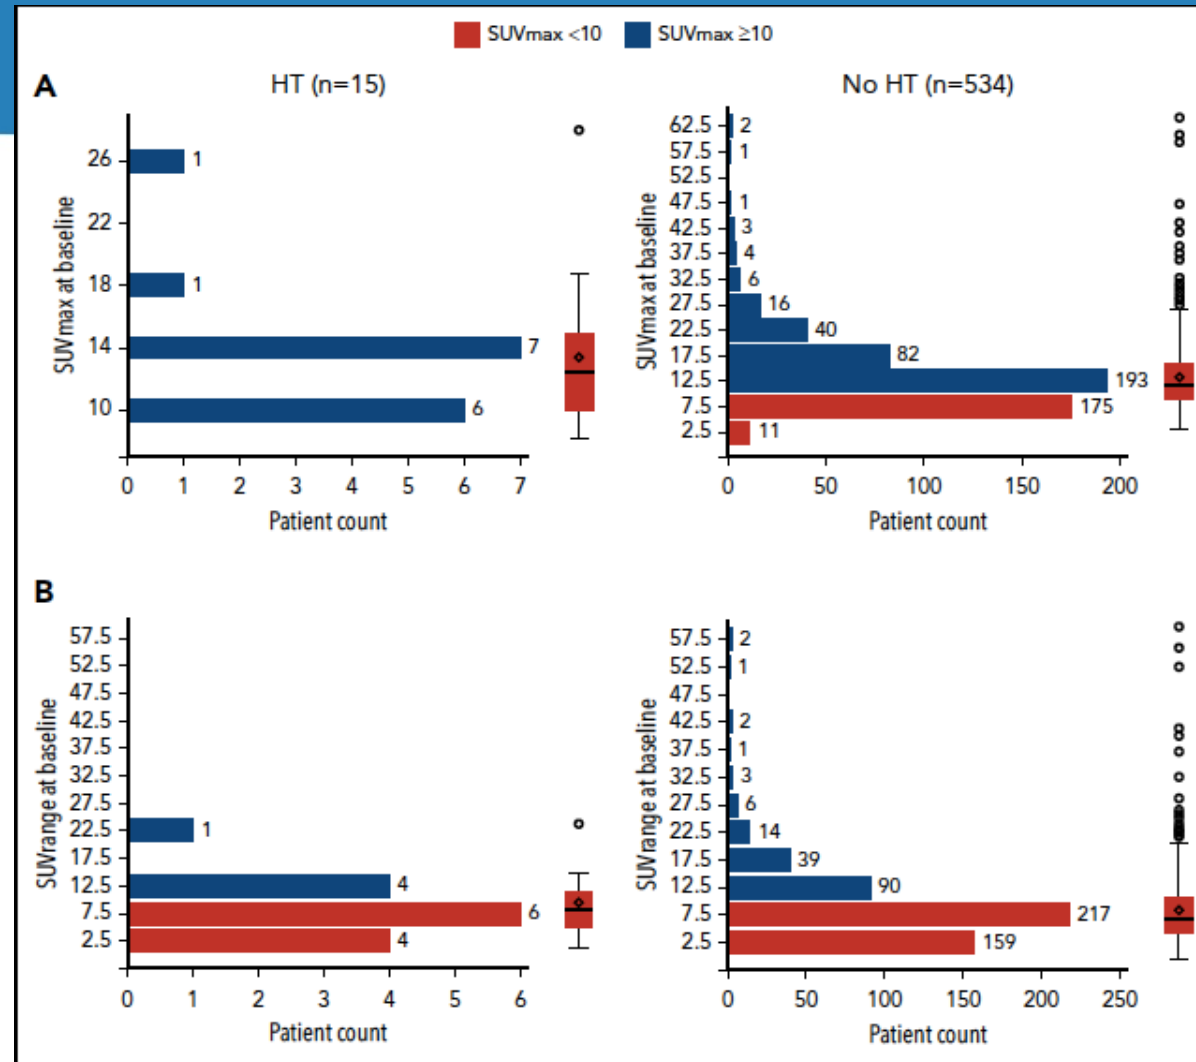 SUVmax <10 SUVmax ≥10
A
HT (n=15)
SUVmax at baseline
26
22
18
14
10
1
1
7
6
0 1 2 3 4 5 6 7
Patient count
No HT (n=534)
SUVmax at baseline
62.5 2
57.5 1
52.5
47.5 1
42.5 3
37.5 4
32.5 6
27.5 16
22.5 40
17.5 82
12.5 193
7.5 175
2.5 11
0 50 100 150 200
Patient count
B
SUVrange at baseline
57.5
52.5
47.5
42.5
37.5
32.5
27.5
22.5 1
17.5
12.5 4
7.5 6
2.5 4
0 1 2 3 4 5 6
Patient count
SUVrange at baseline
57.5 2
52.5 1
47.5
42.5 2
37.5 1
32.5 3
27.5 6
22.5 14
17.5 39
12.5 90
7.5 217
2.5 159
0 50 100 150 200 250
Patient count